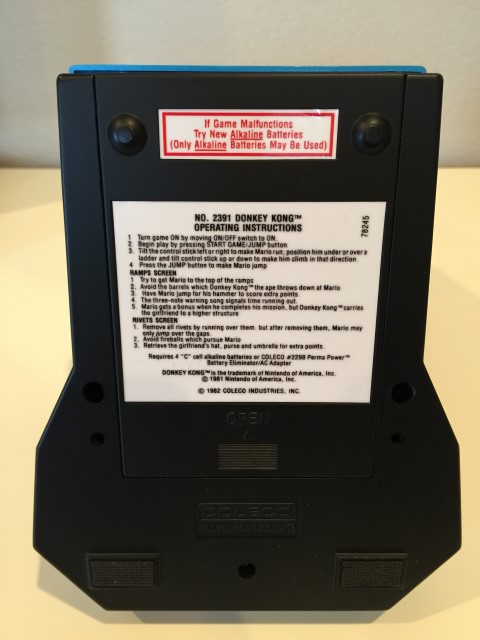 If Game Malfunctions
Try New Alkaline Batteries
(Only Alkaline Batteries May Be Used)
NO. 2391 DONKEY KONG™
OPERATING INSTRUCTIONS
78245
1 Turn game ON by moving ON/OFF switch to ON.
2. Begin play by pressing START GAME/JUMP button
3. Tilt the control stick left or right to make Mario run; position him under or over a
ladder and tilt control stick up or down to make him climb in that direction.
4 Press the JUMP button to make Mario jump
RAMPS SCREEN
1 Try to get Mario to the top of the ramps
2. Avoid the barrels which Donkey Kong™ the ape throws down at Mario
3. Have Mario jump for his hammer to score extra points.
4. The three-note warning song signals time running out.
5. Mario gets a bonus when he completes his mission, but Donkey Kong™ carries
the girlfriend to a higher structure
RIVETS SCREEN
1. Remove all rivets by running over them. but after removing them, Mario may
only jump over the gaps.
2. Avoid fireballs which pursue Mario
3. Retrieve the girlfriend's hat, purse and umbrella for extra points.
Requires 4 "C" cell alkaline batteries or COLECO #2298 Perma Power™
Battery Eliminator/AC Adapter
DONKEY KONG™ is the trademark of Nintendo of America, Inc.
© 1981 Nintendo of America, Inc.
© 1982 COLECO INDUSTRIES, INC.
OPEN
COLECO